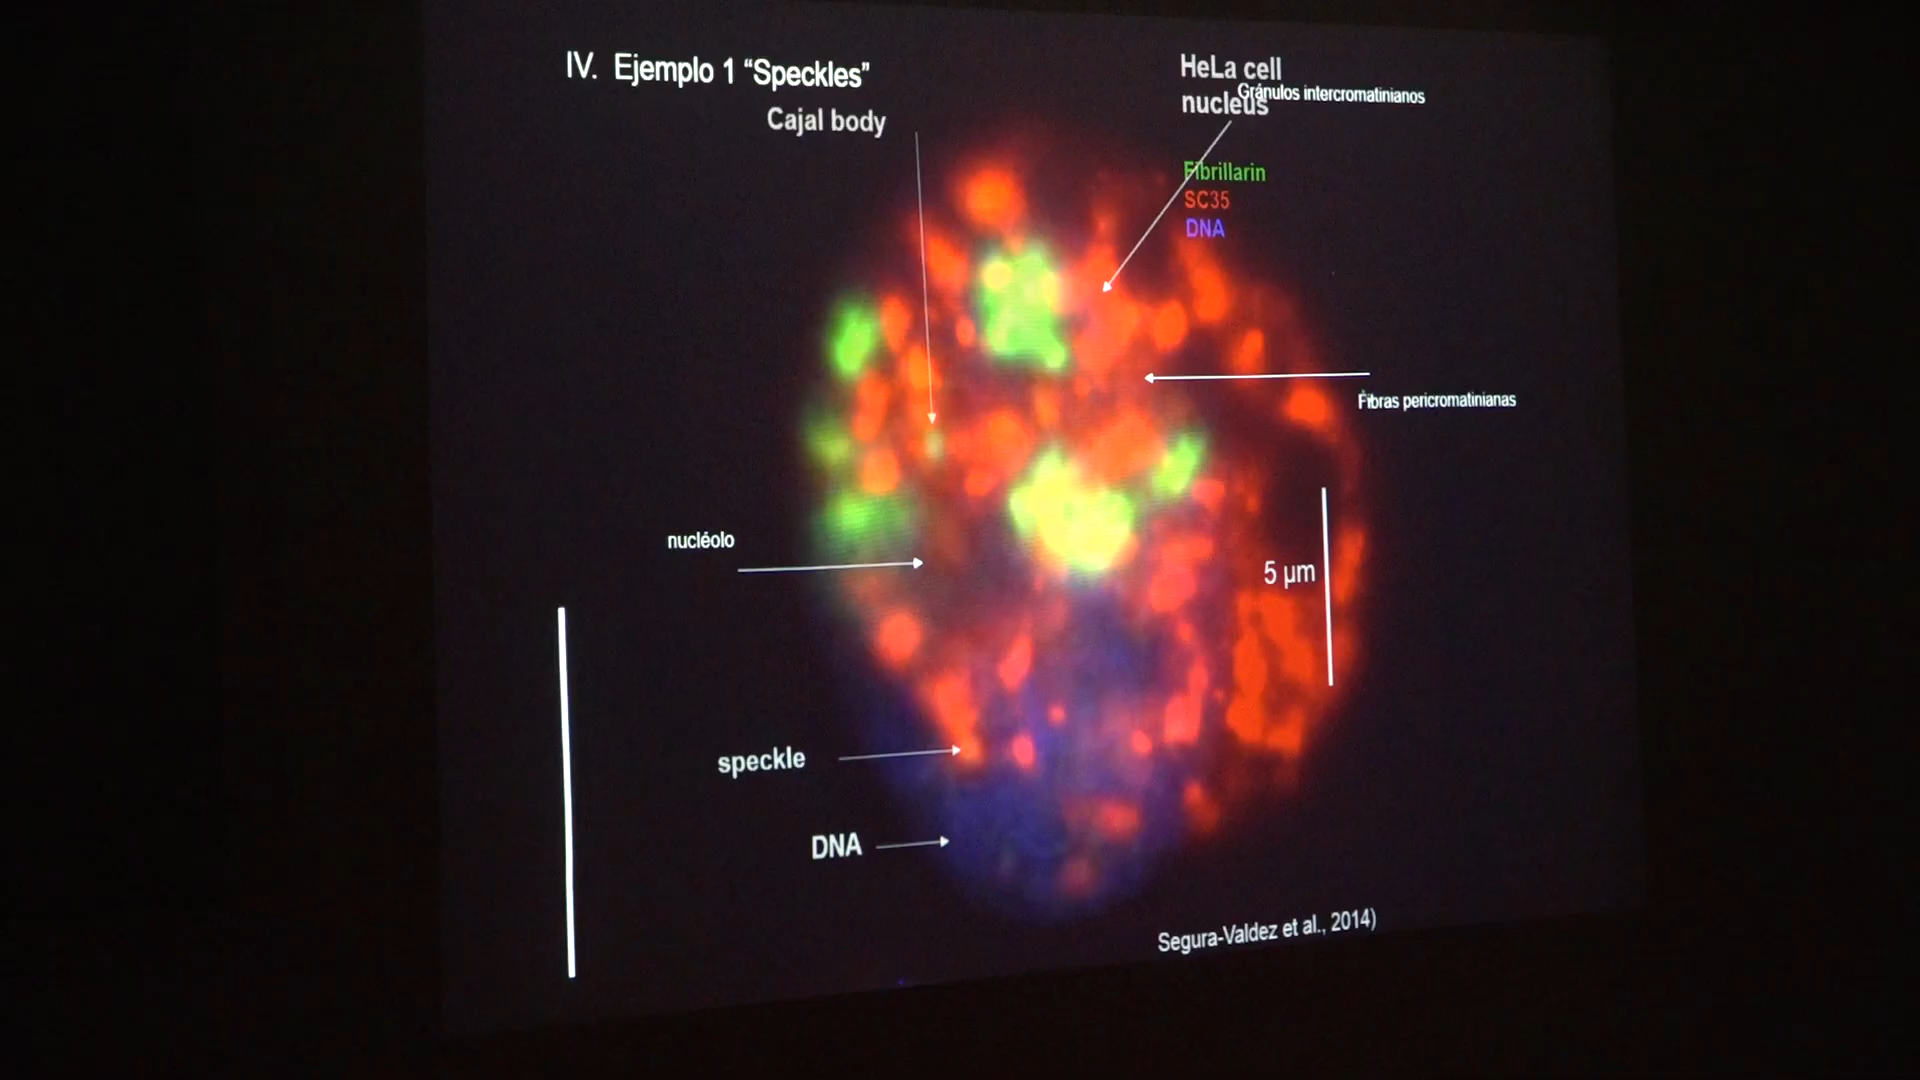 IV. Ejemplo 1 “Speckles”
Cajal body
HeLa cell
nucleus
Gránulos intercromatinianos
Fibrillarin
SC35
DNA
Fibras pericromatinianas
nucléolo
5 µm
speckle
DNA
Segura-Valdez et al., 2014)